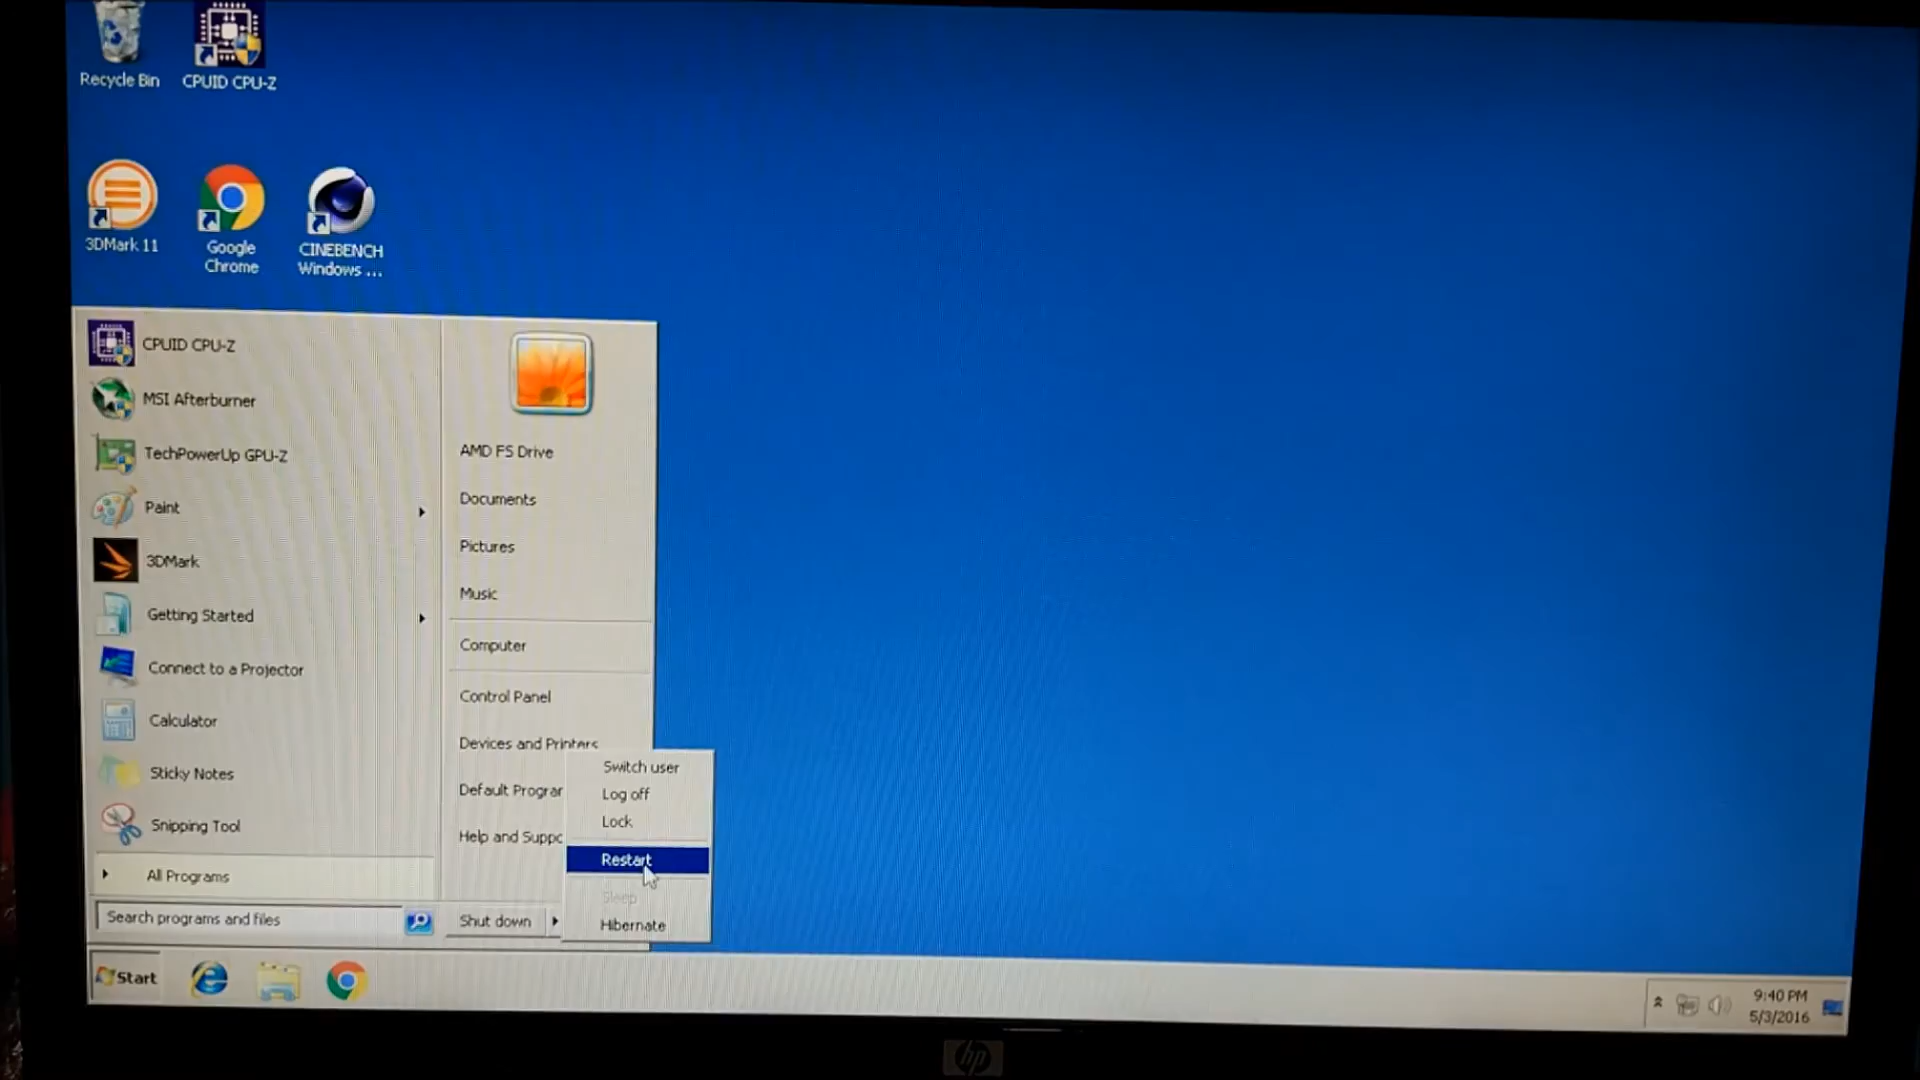 Recycle Bin
CPUID CPU-Z
3DMark 11
Google
Chrome
CINEBENCH
Windows ...
CPUID CPU-Z
MSI Afterburner
TechPowerUp GPU-Z
Paint
3DMark
Getting Started
Connect to a Projector
Calculator
Sticky Notes
Snipping Tool
All Programs
Search programs and files
AMD FS Drive
Documents
Pictures
Music
Computer
Control Panel
Devices and Printers
Default Progra
Help and Suppo
Shut down
Switch user
Log off
Lock
Restart
Sleep
Hibernate
Start
9:40 PM
5/3/2016
hp